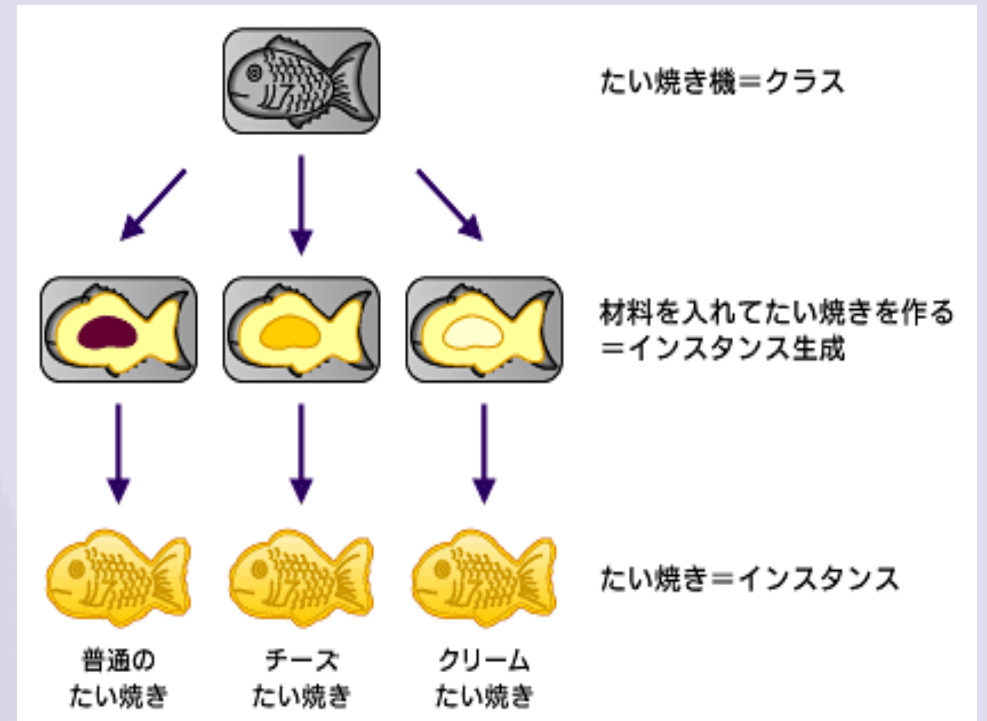 たい焼き機＝クラス
材料を入れてたい焼きを作る
＝インスタンス生成
たい焼き＝インスタンス
普通の
たい焼き
チーズ
たい焼き
クリーム
たい焼き